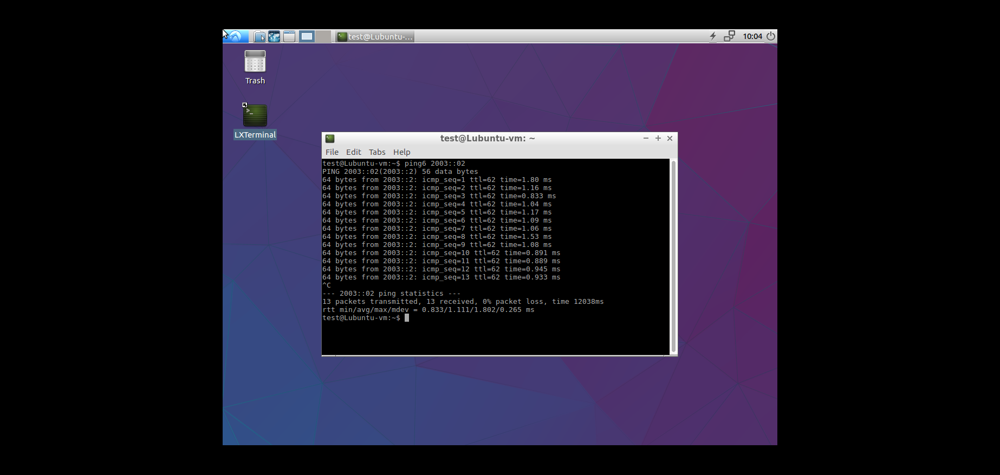 test@Lubuntu-...
10:04
Trash
LXTerminal
test@Lubuntu-vm: ~
File Edit Tabs Help
test@Lubuntu-vm:~$ ping6 2003::02
PING 2003::02(2003::2) 56 data bytes
64 bytes from 2003::2: icmp_seq=1 ttl=62 time=1.80 ms
64 bytes from 2003::2: icmp_seq=2 ttl=62 time=1.16 ms
64 bytes from 2003::2: icmp_seq=3 ttl=62 time=0.833 ms
64 bytes from 2003::2: icmp_seq=4 ttl=62 time=1.04 ms
64 bytes from 2003::2: icmp_seq=5 ttl=62 time=1.17 ms
64 bytes from 2003::2: icmp_seq=6 ttl=62 time=1.09 ms
64 bytes from 2003::2: icmp_seq=7 ttl=62 time=1.06 ms
64 bytes from 2003::2: icmp_seq=8 ttl=62 time=1.53 ms
64 bytes from 2003::2: icmp_seq=9 ttl=62 time=1.08 ms
64 bytes from 2003::2: icmp_seq=10 ttl=62 time=0.891 ms
64 bytes from 2003::2: icmp_seq=11 ttl=62 time=0.889 ms
64 bytes from 2003::2: icmp_seq=12 ttl=62 time=0.945 ms
64 bytes from 2003::2: icmp_seq=13 ttl=62 time=0.933 ms
^C
--- 2003::02 ping statistics ---
13 packets transmitted, 13 received, 0% packet loss, time 12038ms
rtt min/avg/max/mdev = 0.833/1.111/1.802/0.265 ms
test@Lubuntu-vm:~$